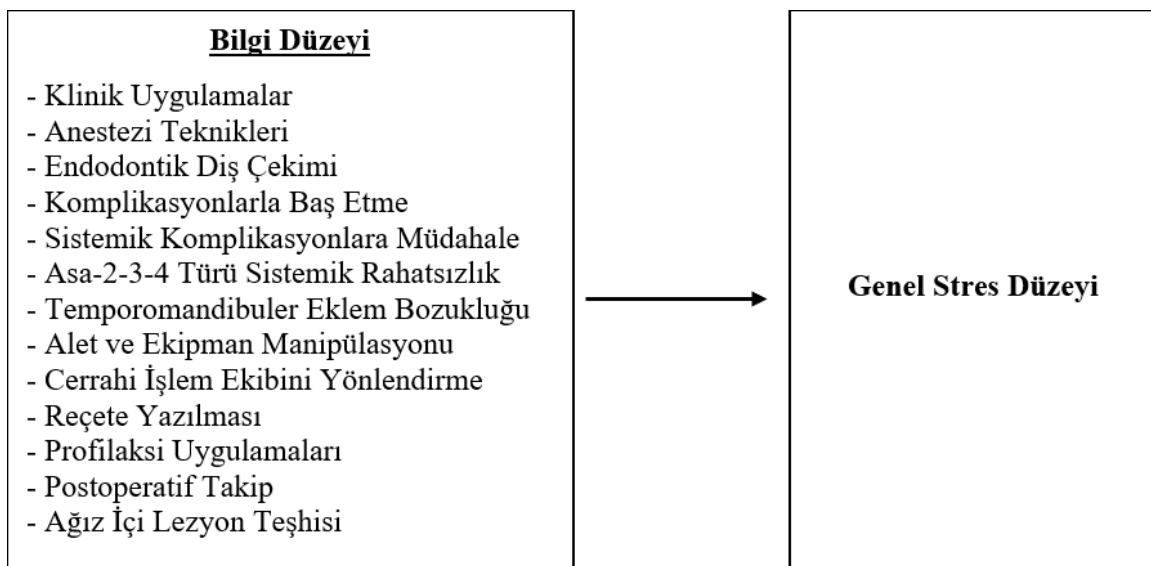 Bilgi Düzeyi
- Klinik Uygulamalar
- Anestezi Teknikleri
- Endodontik Diş Çekimi
- Komplikasyonlarla Baş Etme
- Sistemik Komplikasyonlara Müdahale
- Asa-2-3-4 Türü Sistemik Rahatsızlık
- Temporomandibuler Eklem Bozukluğu
- Alet ve Ekipman Manipülasyonu
- Cerrahi İşlem Ekibini Yönlendirme
- Reçete Yazılması
- Profilaksi Uygulamaları
- Postoperatif Takip
- Ağız İçi Lezyon Teşhisi
Genel Stres Düzeyi